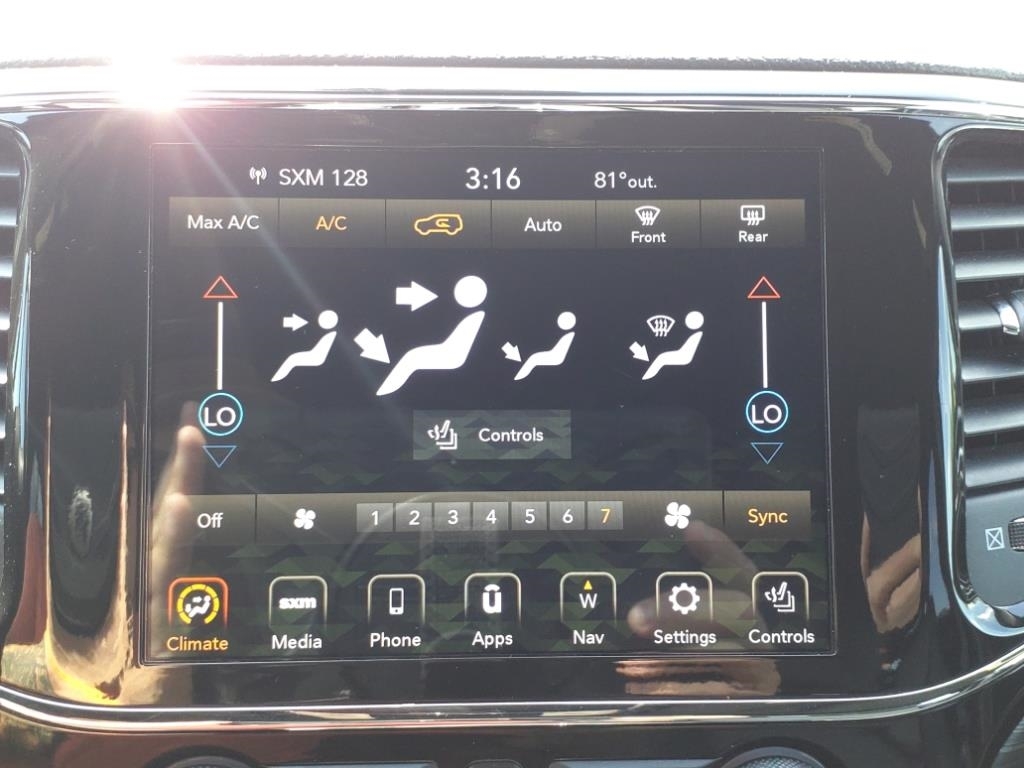 SXM 128 3:16 81°out.
Max A/C A/C Auto Front Rear
LO LO
Controls
Off 1 2 3 4 5 6 7 Sync
sxm ū W
Climate Media Phone Apps Nav Settings Controls